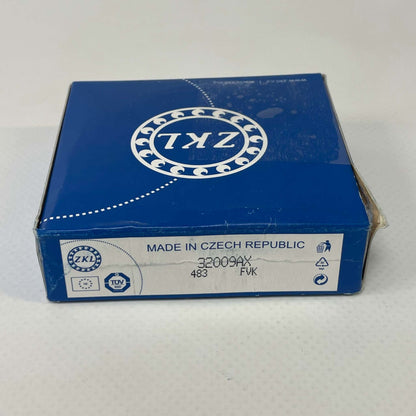 ZKL
MADE IN CZECH REPUBLIC
ZKL
32009AX
483 FVK
TÜV